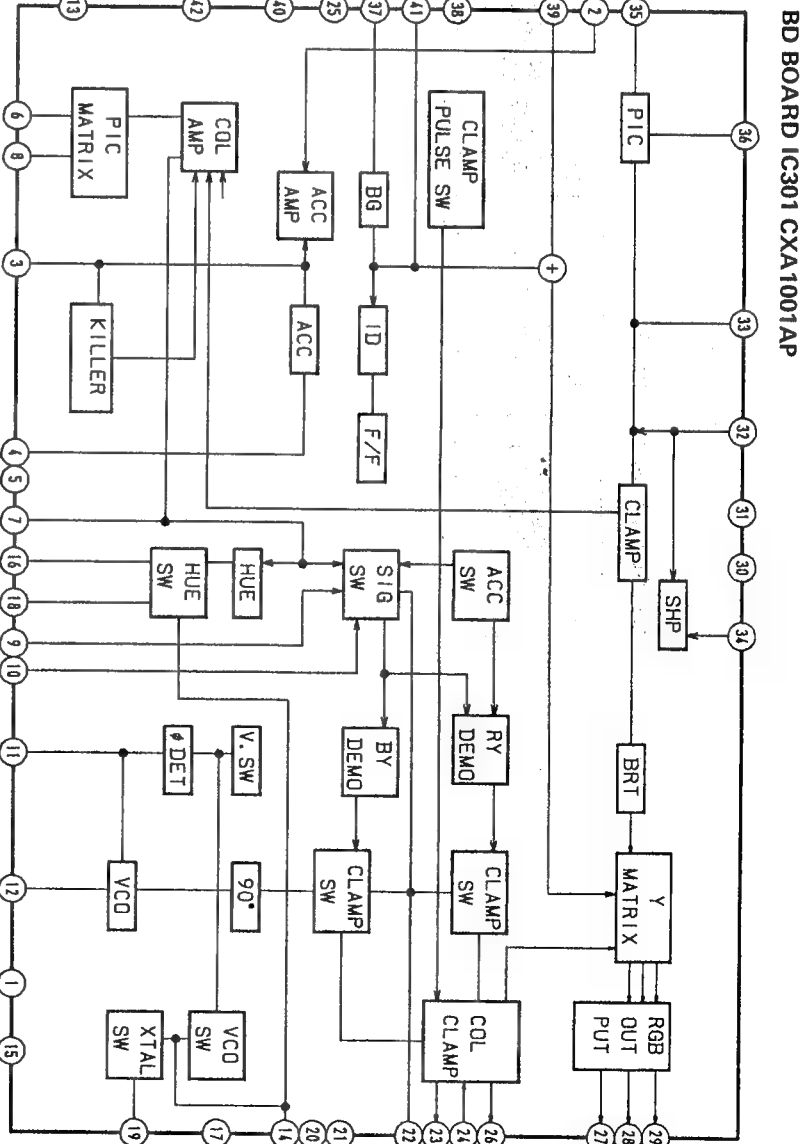 BD BOARD IC301 CXA1001AP
36
33
32
31
30
34
35
PIC
CLAMP
SHP
BRT
Y
MATRIX
RGB
OUT
PUT
29
28
27
2
39
+
38
CLAMP
PULSE SW
ACC
SW
RY
DEMO
CLAMP
SW
COL
CLAMP
26
24
23
22
41
37
BG
ID
F/F
SIG
SW
BY
DEMO
CLAMP
SW
25
40
ACC
AMP
ACC
21
20
14
42
COL
AMP
HUE
HUE
SW
V.SW
φDET
90°
VCO
SW
17
13
PIC
MATRIX
KILLER
VCO
XTAL
SW
19
6
8
3
4
5
7
16
18
9
10
11
12
1
15